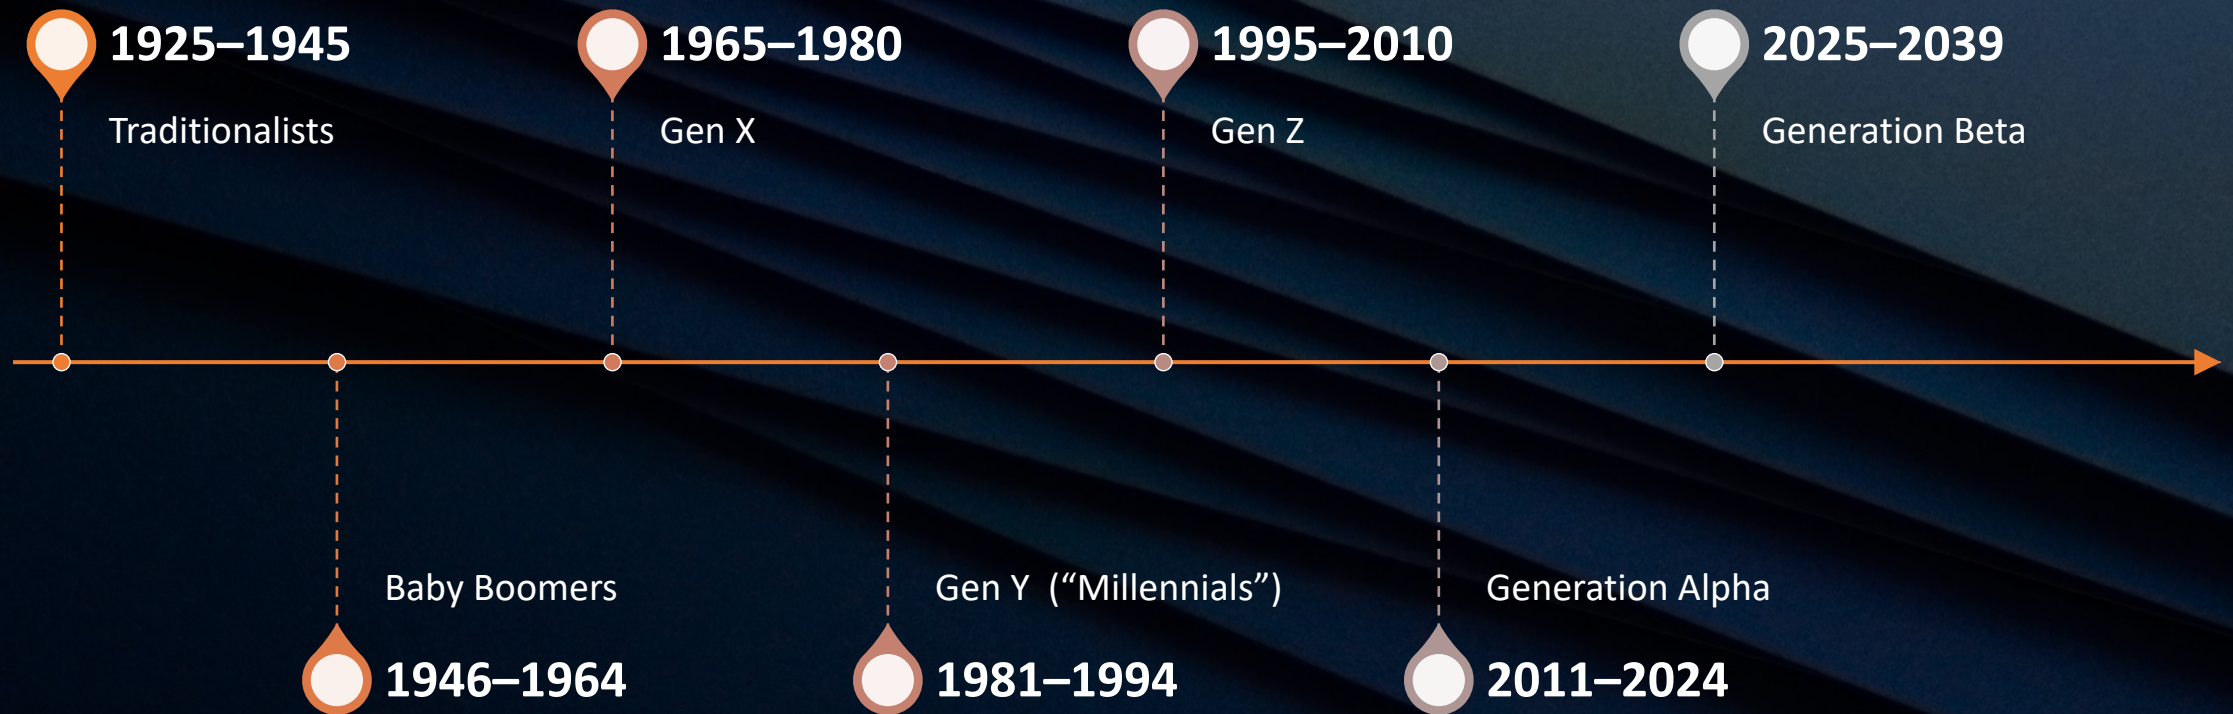 1925–1945
Traditionalists
1946–1964
Baby Boomers
1965–1980
Gen X
1981–1994
Gen Y  (“Millennials”)
1995–2010
Gen Z
2011–2024
Generation Alpha
2025–2039
Generation Beta